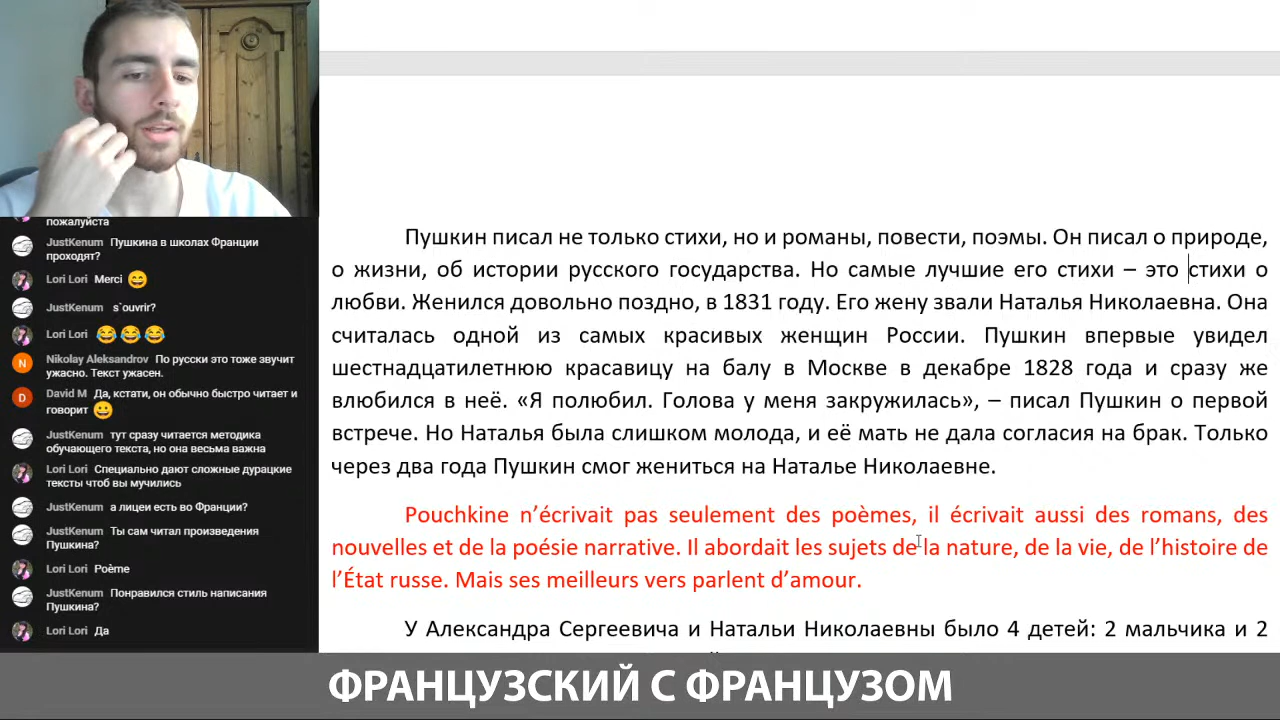 пожалуйста
JustKenum Пушкина в школах Франции
проходят?
Lori Lori Merci 😄
JustKenum s`ouvrir?
Lori Lori 😂😂😂
N Nikolay Aleksandrov По русски это тоже звучит
ужасно. Текст ужасен.
D David M Да, кстати, он обычно быстро читает и
говорит 😀
JustKenum тут сразу читается методика
обучающего текста, но она весьма важна
Lori Lori Специально дают сложные дурацкие
тексты чтоб вы мучились
JustKenum а лицеи есть во Франции?
JustKenum Ты сам читал произведения
Пушкина?
Lori Lori Poème
JustKenum Понравился стиль написания
Пушкина?
Lori Lori Да
Пушкин писал не только стихи, но и романы, повести, поэмы. Он писал о природе,
о жизни, об истории русского государства. Но самые лучшие его стихи – это стихи о
любви. Женился довольно поздно, в 1831 году. Его жену звали Наталья Николаевна. Она
считалась одной из самых красивых женщин России. Пушкин впервые увидел
шестнадцатилетнюю красавицу на балу в Москве в декабре 1828 года и сразу же
влюбился в неё. «Я полюбил. Голова у меня закружилась», – писал Пушкин о первой
встрече. Но Наталья была слишком молода, и её мать не дала согласия на брак. Только
через два года Пушкин смог жениться на Наталье Николаевне.
Pouchkine n’écrivait pas seulement des poèmes, il écrivait aussi des romans, des
nouvelles et de la poésie narrative. Il abordait les sujets de la nature, de la vie, de l’histoire de
l’État russe. Mais ses meilleurs vers parlent d’amour.
У Александра Сергеевича и Натальи Николаевны было 4 детей: 2 мальчика и 2
ФРАНЦУЗСКИЙ С ФРАНЦУЗОМ